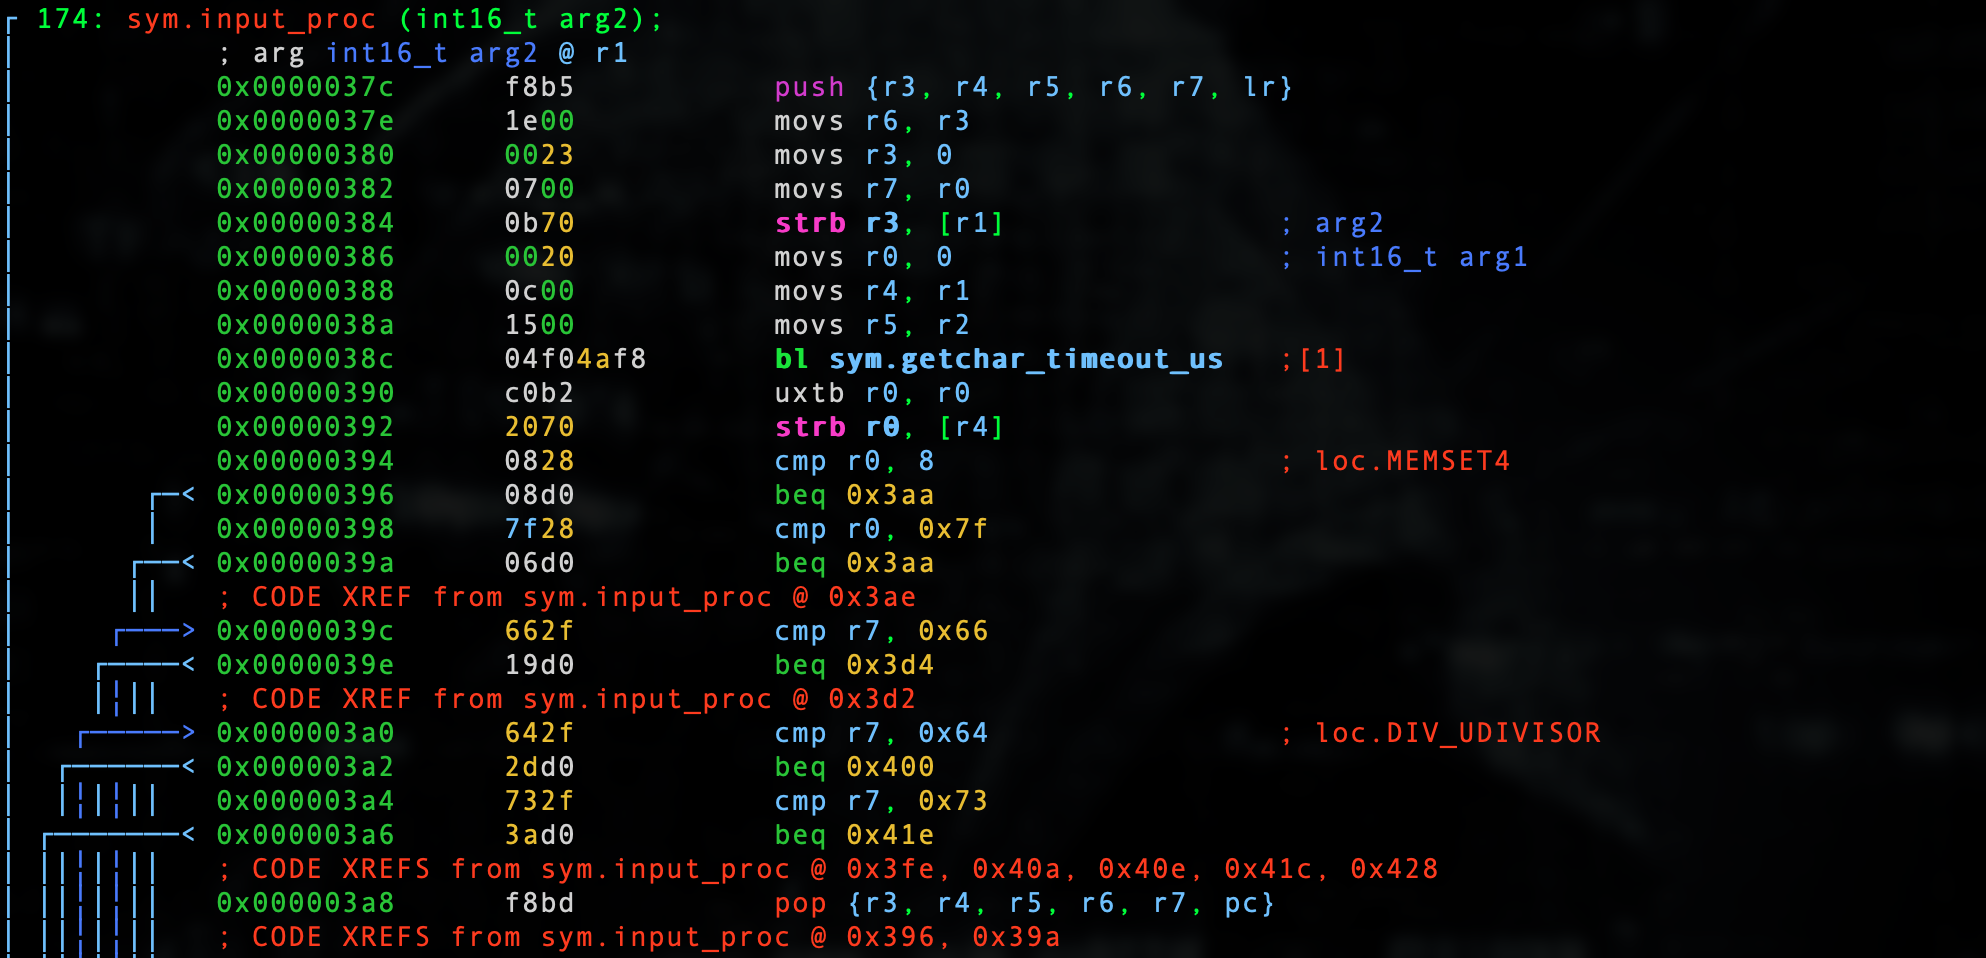 174: sym.input_proc (int16_t arg2);
; arg int16_t arg2 @ r1
0x0000037c f8b5 push {r3, r4, r5, r6, r7, lr}
0x0000037e 1e00 movs r6, r3
0x00000380 0023 movs r3, 0
0x00000382 0700 movs r7, r0
0x00000384 0b70 strb r3, [r1] ; arg2
0x00000386 0020 movs r0, 0 ; int16_t arg1
0x00000388 0c00 movs r4, r1
0x0000038a 1500 movs r5, r2
0x0000038c 04f04af8 bl sym.getchar_timeout_us ;[1]
0x00000390 c0b2 uxtb r0, r0
0x00000392 2070 strb r0, [r4]
0x00000394 0828 cmp r0, 8 ; loc.MEMSET4
0x00000396 08d0 beq 0x3aa
0x00000398 7f28 cmp r0, 0x7f
0x0000039a 06d0 beq 0x3aa
; CODE XREF from sym.input_proc @ 0x3ae
0x0000039c 662f cmp r7, 0x66
0x0000039e 19d0 beq 0x3d4
; CODE XREF from sym.input_proc @ 0x3d2
0x000003a0 642f cmp r7, 0x64 ; loc.DIV_UDIVISOR
0x000003a2 2dd0 beq 0x400
0x000003a4 732f cmp r7, 0x73
0x000003a6 3ad0 beq 0x41e
; CODE XREFS from sym.input_proc @ 0x3fe, 0x40a, 0x40e, 0x41c, 0x428
0x000003a8 f8bd pop {r3, r4, r5, r6, r7, pc}
; CODE XREFS from sym.input_proc @ 0x396, 0x39a